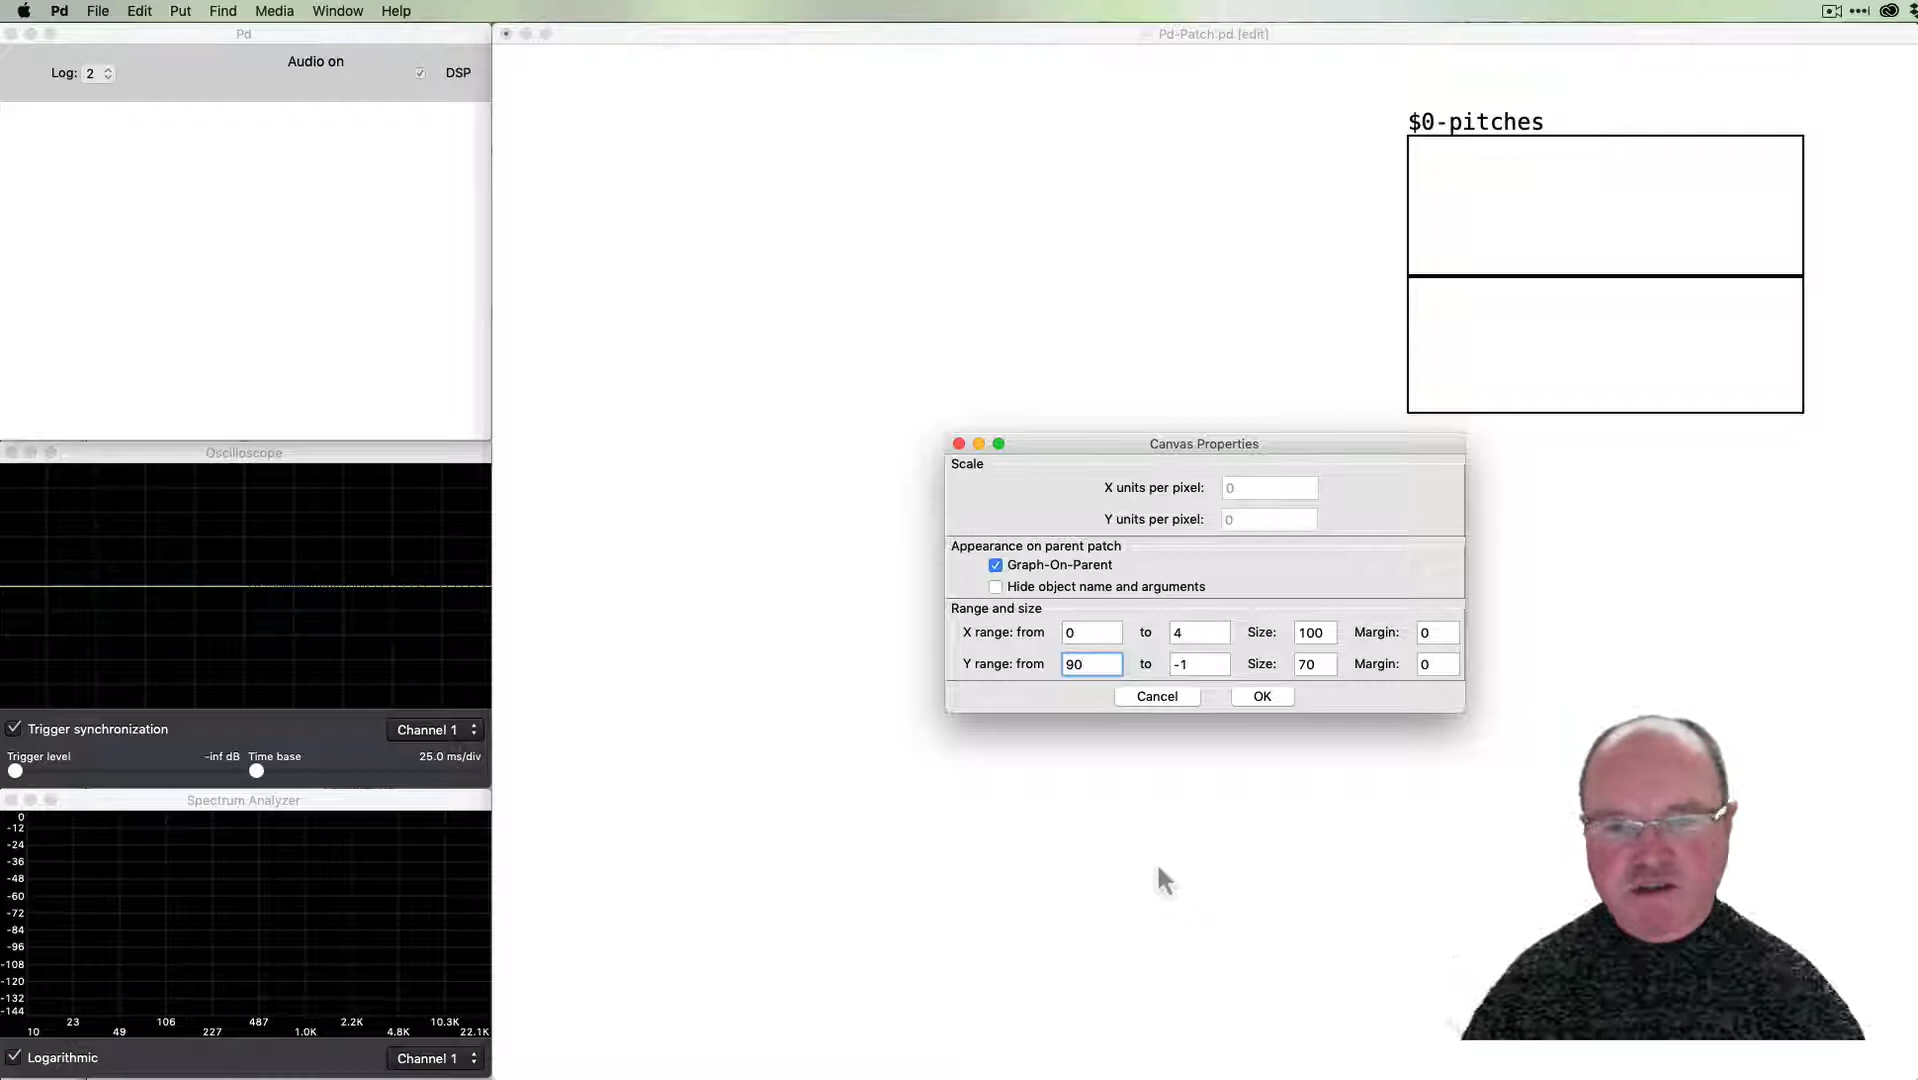 Pd File Edit Put Find Media Window Help
Pd
Log: 2
Audio on
DSP
Pd-Patch.pd [edit]
$0-pitches
Canvas Properties
Scale
X units per pixel: 0
Y units per pixel: 0
Appearance on parent patch
Graph-On-Parent
Hide object name and arguments
Range and size
X range: from 0 to 4 Size: 100 Margin: 0
Y range: from 90 to -1 Size: 70 Margin: 0
Cancel OK
Oscilloscope
Trigger synchronization Channel 1
Trigger level -inf dB Time base 25.0 ms/div
Spectrum Analyzer
0
-12
-24
-36
-48
-60
-72
-84
-96
-108
-120
-132
-144
23 106 487 2.2K 10.3K
10 49 227 1.0K 4.8K 22.1K
Logarithmic Channel 1